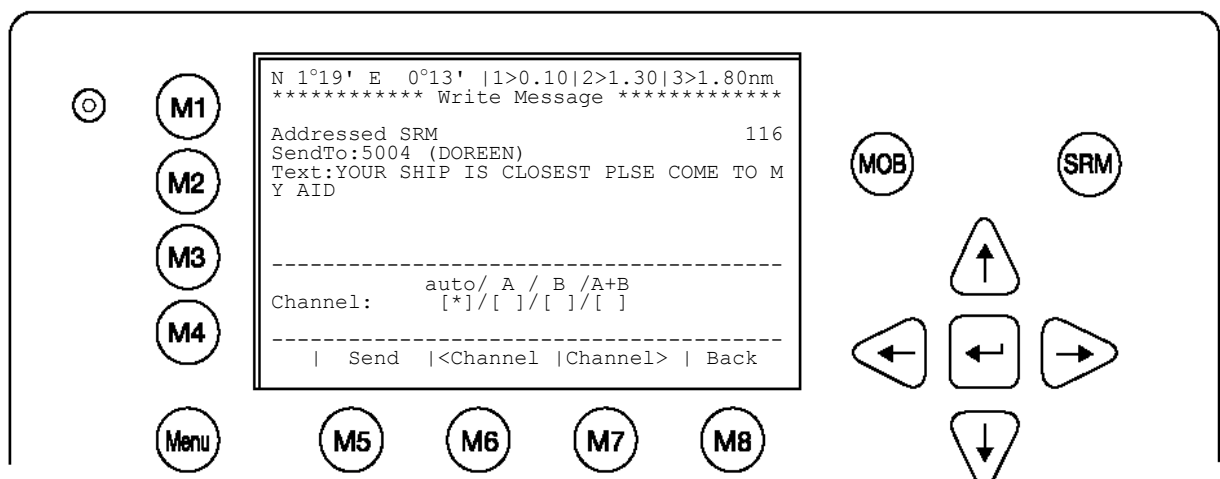 N 1°19' E 0°13' |1>0.10|2>1.30|3>1.80nm
************ Write Message *************
Addressed SRM 116
SendTo:5004 (DOREEN)
Text:YOUR SHIP IS CLOSEST PLSE COME TO M
Y AID
----------------------------------------
auto/ A / B /A+B
Channel: [*]/[ ]/[ ]/[ ]
----------------------------------------
| Send |<Channel |Channel> | Back
M1
M2
M3
M4
Menu
M5
M6
M7
M8
MOB
SRM